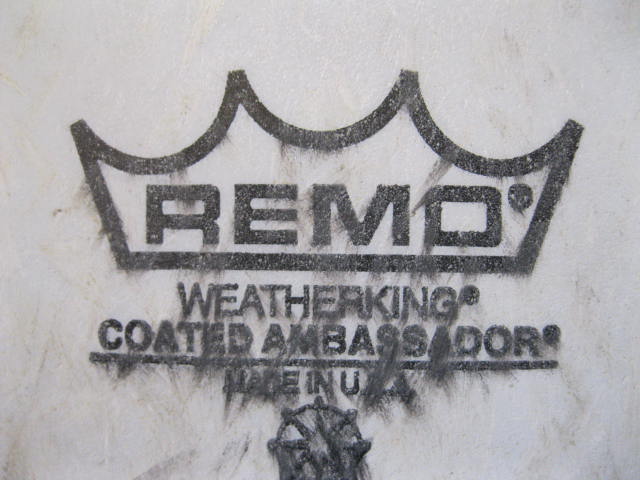 REMO®
WEATHERKING®
COATED AMBASSADOR®
MADE IN U.S.A.